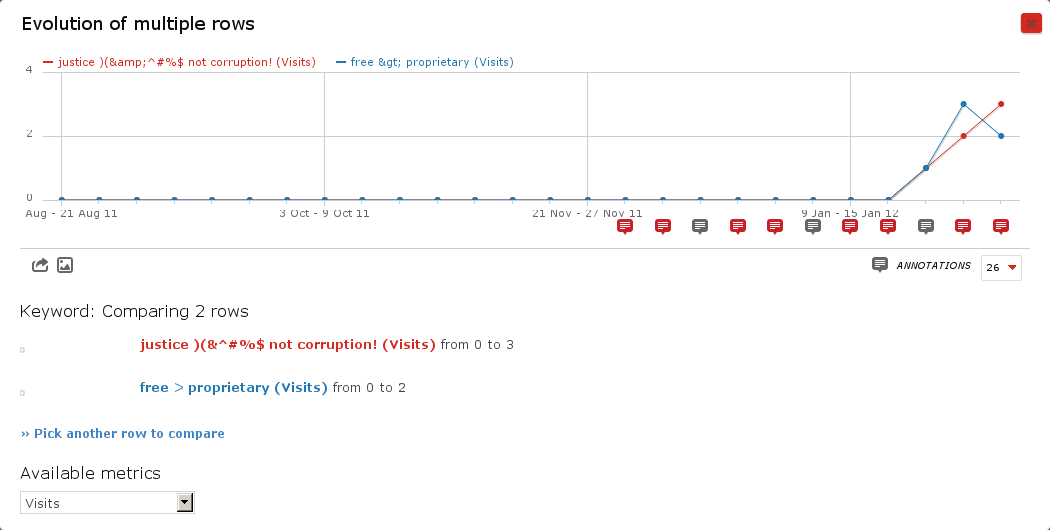 Evolution of multiple rows
justice )(&amp;^#%$ not corruption! (Visits) free &gt; proprietary (Visits)
4
2
0
Aug - 21 Aug 11 3 Oct - 9 Oct 11 21 Nov - 27 Nov 11 9 Jan - 15 Jan 12
ANNOTATIONS 26
Keyword: Comparing 2 rows
justice )(&^#%$ not corruption! (Visits) from 0 to 3
free > proprietary (Visits) from 0 to 2
» Pick another row to compare
Available metrics
Visits